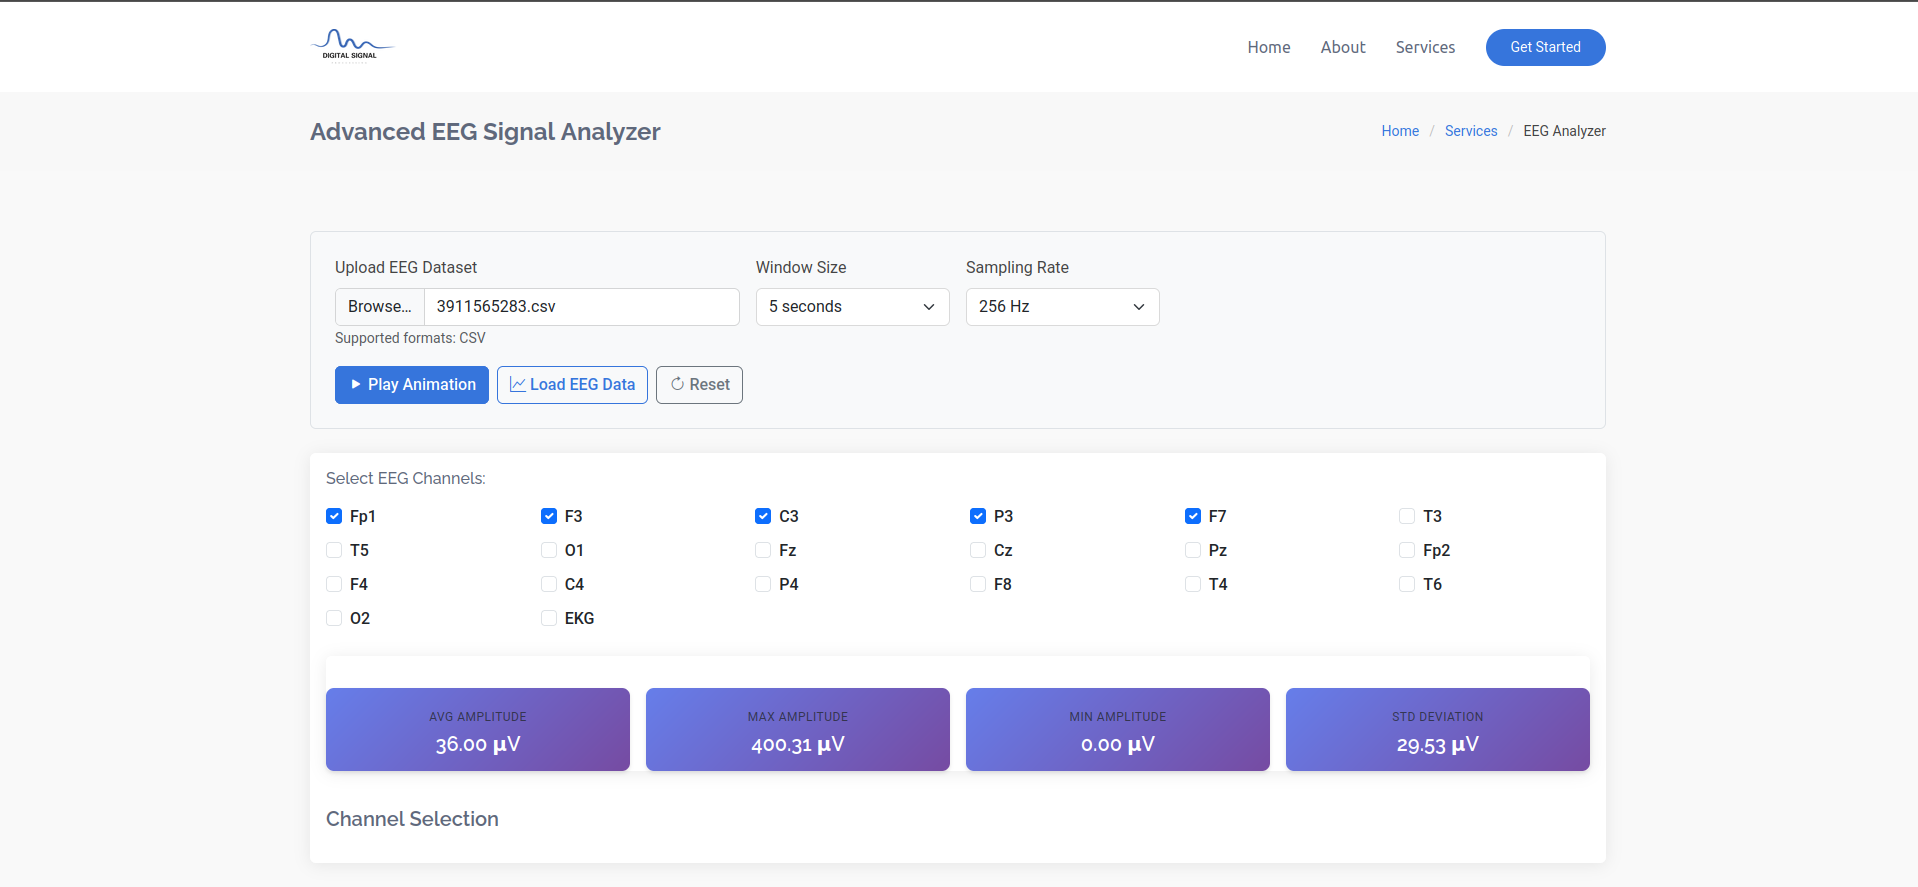 DIGITAL SIGNAL
Home About Services Get Started
Advanced EEG Signal Analyzer
Home / Services / EEG Analyzer
Upload EEG Dataset Window Size Sampling Rate
Browse... 3911565283.csv 5 seconds 256 Hz
Supported formats: CSV
Play Animation Load EEG Data Reset
Select EEG Channels:
Fp1 F3 C3 P3 F7 T3
T5 O1 Fz Cz Pz Fp2
F4 C4 P4 F8 T4 T6
O2 EKG
AVG AMPLITUDE MAX AMPLITUDE MIN AMPLITUDE STD DEVIATION
36.00 µV 400.31 µV 0.00 µV 29.53 µV
Channel Selection